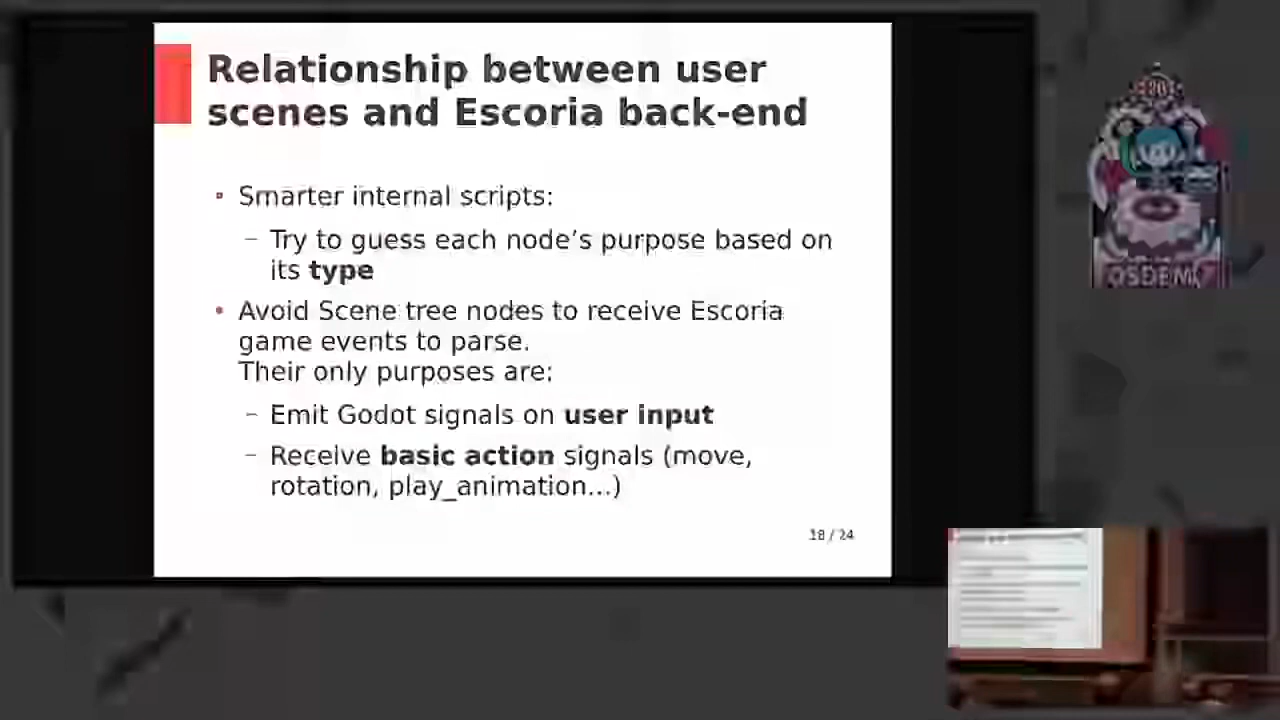 Relationship between user
scenes and Escoria back-end
Smarter internal scripts:
– Try to guess each node’s purpose based on
its type
Avoid Scene tree nodes to receive Escoria
game events to parse.
Their only purposes are:
– Emit Godot signals on user input
– Receive basic action signals (move,
rotation, play_animation...)
18 / 24